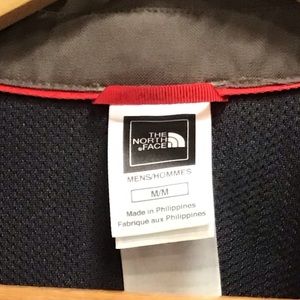 THE
NORTH
FACE
MENS/HOMMES
M/M
Made in Philippines
Fabriqué aux Philippines